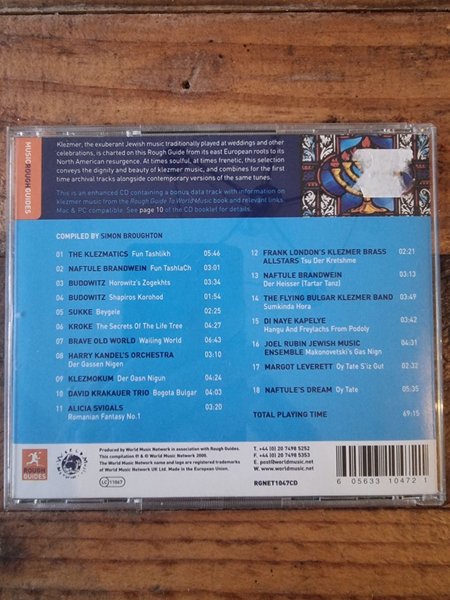 MUSIC ROUGH GUIDES
Klezmer, the exuberant Jewish music traditionally played at weddings and other
celebrations, is charted on this Rough Guide from its east European roots to its
North American resurgence. At times soulful, at times frenetic, this selection
conveys the dignity and beauty of klezmer music, and combines for the first
time archival tracks alongside contemporary versions of the same tunes.
This is an enhanced CD containing a bonus data track with information on
klezmer music from the Rough Guide To World Music book and relevant links
Mac & PC compatible. See page 10 of the CD booklet for details.
COMPILED BY SIMON BROUGHTON
01 THE KLEZMATICS Fun Tashlikh 05:46
02 NAFTULE BRANDWEIN Fun TashlaCh 03:01
03 BUDOWITZ Horowitz's Zogekhts 03:34
04 BUDOWITZ Shapiros Korohod 01:54
05 SUKKE Beygele 02:25
06 KROKE The Secrets Of The Life Tree 04:34
07 BRAVE OLD WORLD Wailing World 04:48
08 HARRY KANDEL'S ORCHESTRA 03:10
Der Gassen Nigen
09 KLEZMOKUM Der Gasn Nigun 04:24
10 DAVID KRAKAUER TRIO Bogota Bulgar 04:03
11 ALICIA SVIGALS 03:20
Romanian Fantasy No.1
12 FRANK LONDON'S KLEZMER BRASS 02:21
ALLSTARS Tsu Der Kretshme
13 NAFTULE BRANDWEIN 03:13
Der Heisser (Tartar Tanz)
14 THE FLYING BULGAR KLEZMER BAND 03:49
Sumkinda Hora
15 DI NAYE KAPELYE 03:42
Hangu And Freylachs From Podoly
16 JOEL RUBIN JEWISH MUSIC 04:31
ENSEMBLE Makonovetski's Gas Nign
17 MARGOT LEVERETT Oy Tate S'iz Gut 02:32
18 NAFTULE'S DREAM Oy Tate 05:35
TOTAL PLAYING TIME 69:15
ROUGH
GUIDES
Produced by World Music Network in association with Rough Guides.
This compilation ℗ & © World Music Network 2000.
The World Music Network name and logo are registered trademarks
of World Music Network UK Ltd. Made in the European Union.
LC 11067
T. +44 (0) 20 7498 5252
F. +44 (0) 20 7498 5353
E. post@worldmusic.net
www.worldmusic.net
RGNET1047CD
6 05633 10472 1